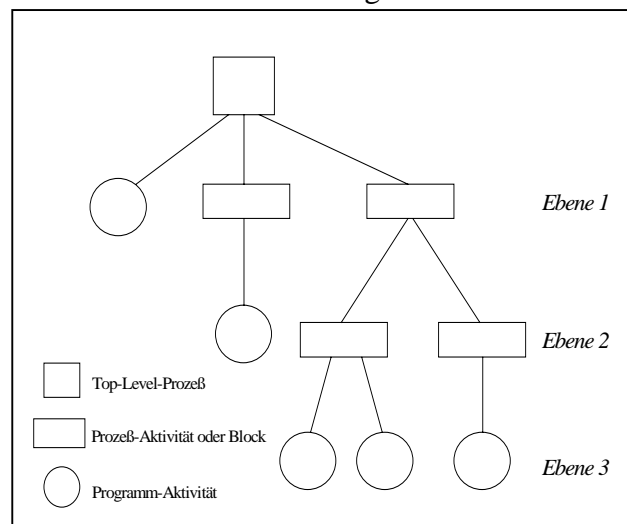 Ebene 1
Ebene 2
Top-Level-Prozeß
Prozeß-Aktivität oder Block
Ebene 3
Programm-Aktivität